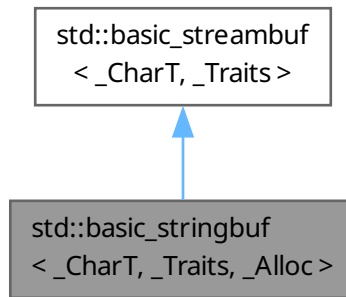 std::basic_streambuf
< _CharT, _Traits >
std::basic_stringbuf
< _CharT, _Traits, _Alloc >